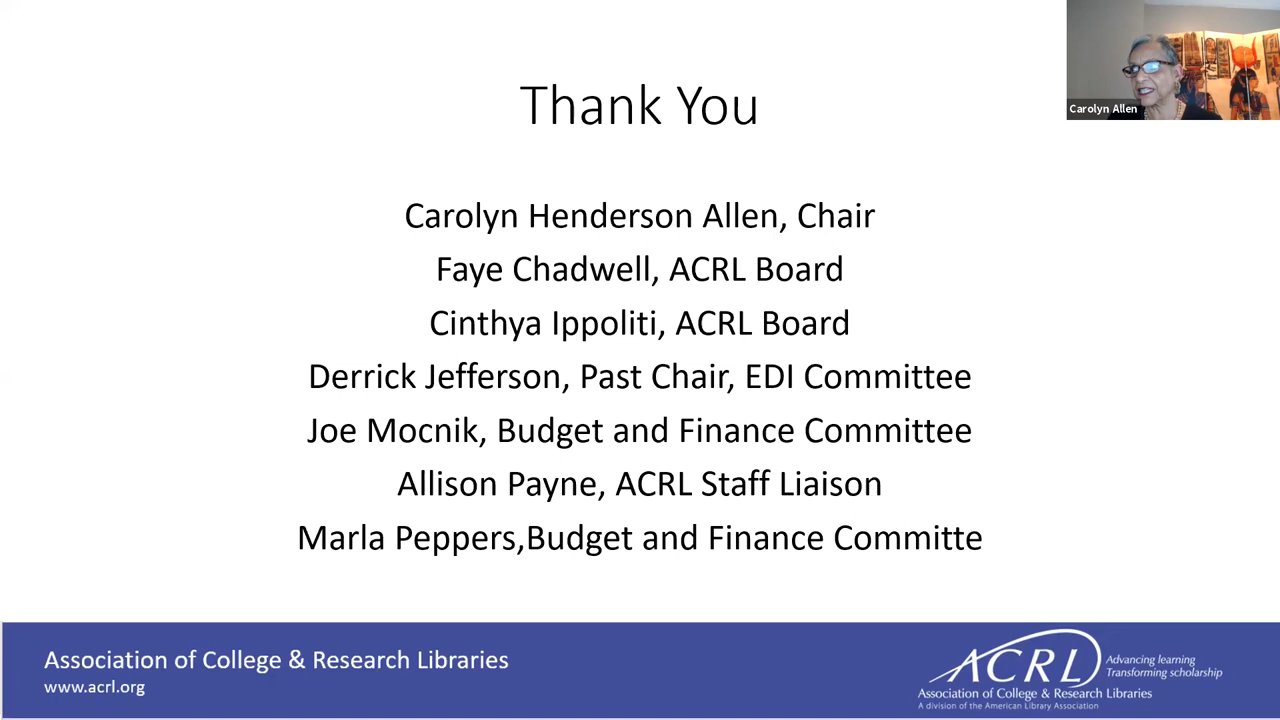 Thank You
Carolyn Allen
Carolyn Henderson Allen, Chair
Faye Chadwell, ACRL Board
Cinthya Ippoliti, ACRL Board
Derrick Jefferson, Past Chair, EDI Committee
Joe Mocnik, Budget and Finance Committee
Allison Payne, ACRL Staff Liaison
Marla Peppers,Budget and Finance Committe
Association of College & Research Libraries
www.acrl.org
ACRL
Advancing learning
Transforming scholarship
Association of College & Research Libraries
A division of the American Library Association